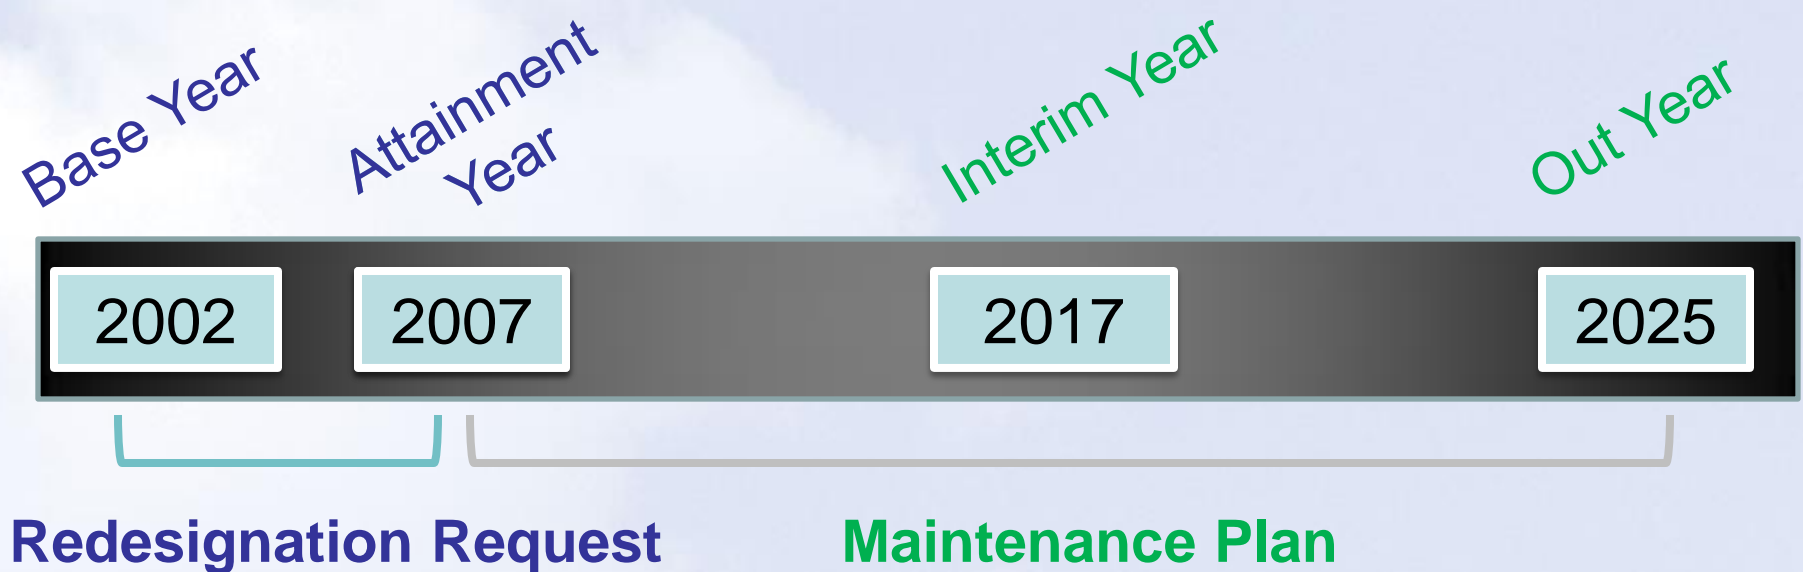 Base Year
Attainment
Year
Interim Year
Out Year
2002
2007
2017
2025
Redesignation Request
Maintenance Plan